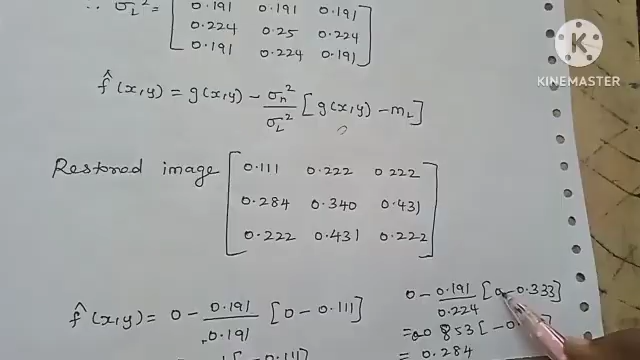 ∴ σL² = [ 0.191 0.191 0.191
0.224 0.25 0.224
0.191 0.224 0.191 ]
f̂(x,y) = g(x,y) − σn²/σL² [g(x,y) − mL]
Restored image [ 0.111 0.222 0.222
0.284 0.340 0.431
0.222 0.431 0.222 ]
f̂(x,y) = 0 − 0.191/0.191 [0 − 0.111]
0 − 0.191/0.224 [0 − 0.333]
= 0.284
KINEMASTER